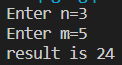 Enter n=3
Enter m=5
result is 24